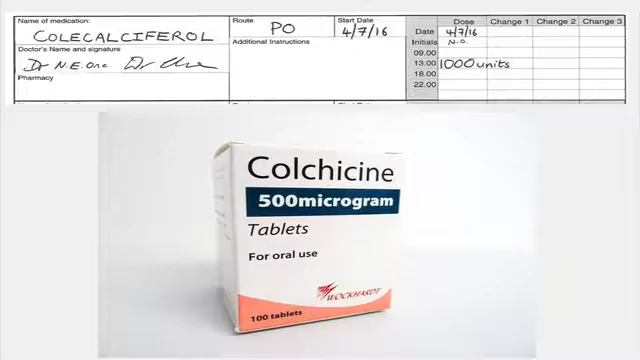 Name of medication:
COLECALCIFEROL
Doctor's Name and signature
Dr N.E.One
Pharmacy
Route
PO
Start Date
4/7/16
Additional Instructions
Dose Change 1 Change 2 Change 3
Date 4/7/16
Initials N.O.
09.00
13.00 1000 units
18.00
22.00
Colchicine
500microgram
Tablets
For oral use
WOCKHARDT
100 tablets